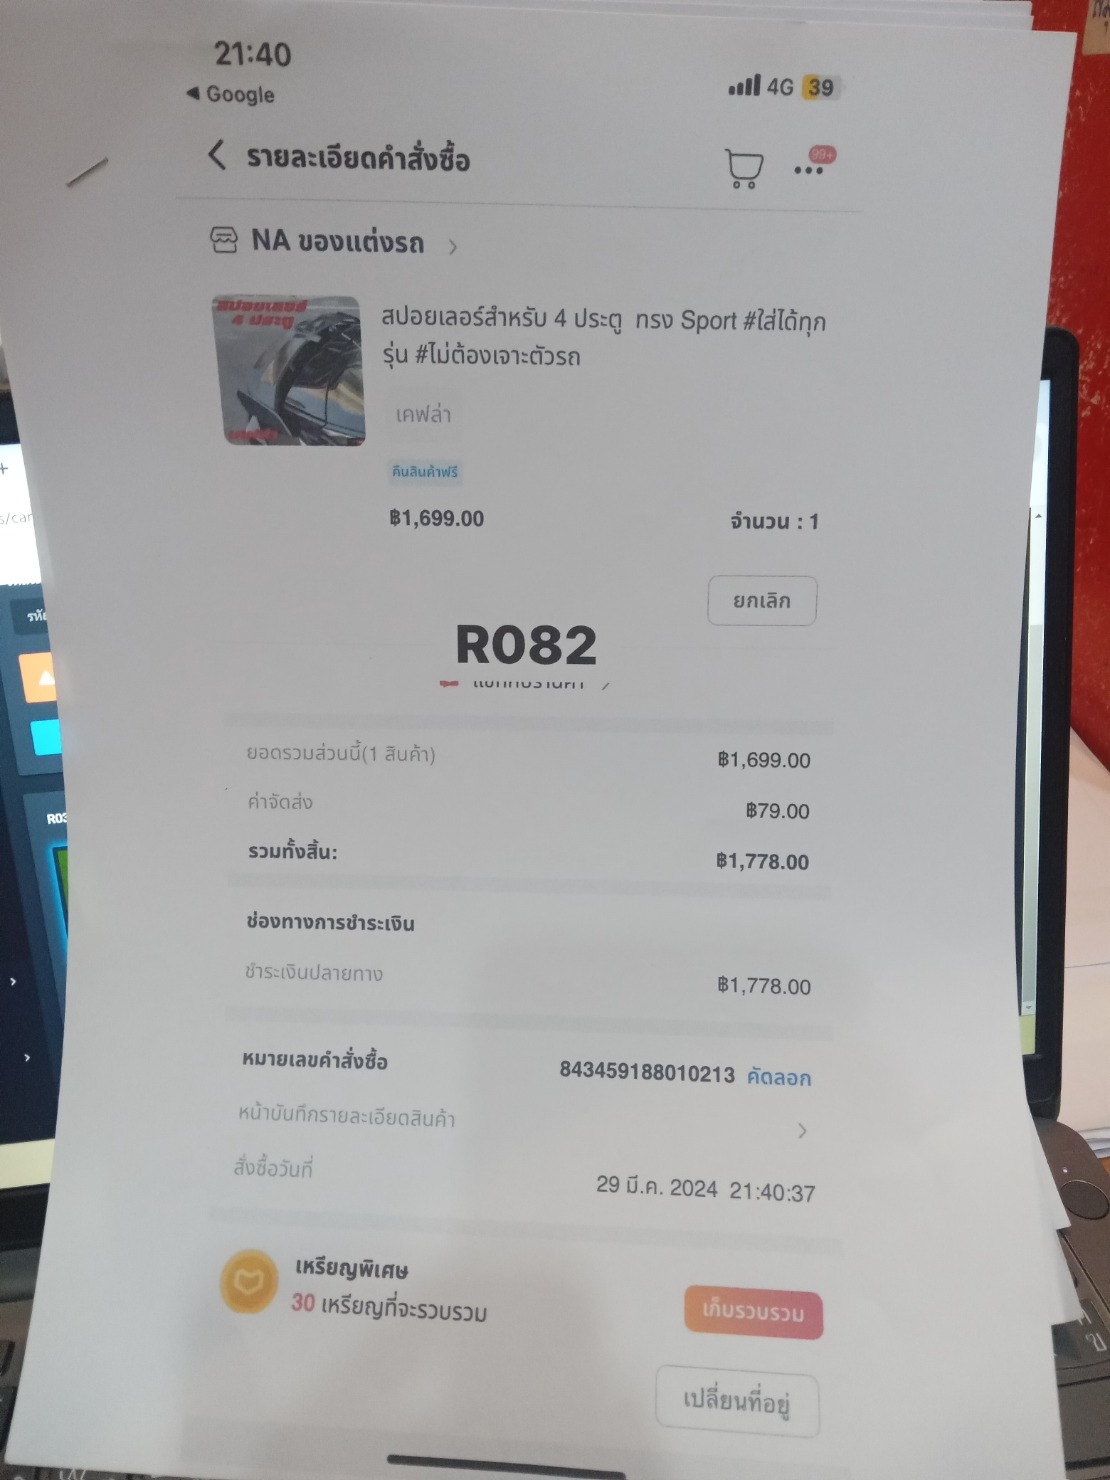 21:40
Google
4G 39
รายละเอียดคำสั่งซื้อ
99+
NA ของแต่งรถ
สปอยเลอร์
4 ประตู
สปอยเลอร์สำหรับ 4 ประตู ทรง Sport #ใส่ได้ทุก
รุ่น #ไม่ต้องเจาะตัวรถ
เคฟล่า
คืนสินค้าฟรี
฿1,699.00
จำนวน : 1
ยกเลิก
R082
ยอดรวมส่วนนี้(1 สินค้า)
฿1,699.00
ค่าจัดส่ง
฿79.00
รวมทั้งสิ้น:
฿1,778.00
ช่องทางการชำระเงิน
ชำระเงินปลายทาง
฿1,778.00
หมายเลขคำสั่งซื้อ
843459188010213 คัดลอก
หน้าบันทึกรายละเอียดสินค้า
สั่งซื้อวันที่
29 มี.ค. 2024 21:40:37
เหรียญพิเศษ
30 เหรียญที่จะรวบรวม
เก็บรวบรวม
เปลี่ยนที่อยู่